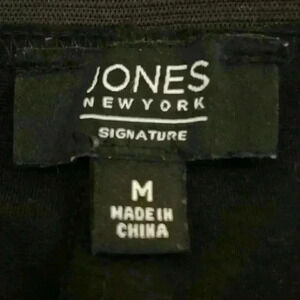 JONES
NEW YORK
SIGNATURE
M
MADE IN
CHINA